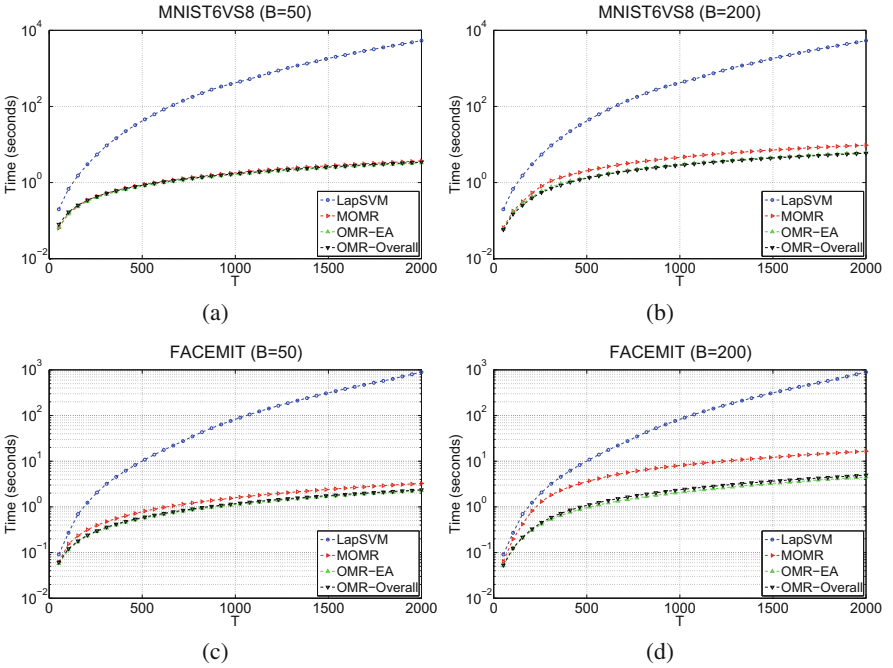 MNIST6VS8 (B=50)
10^4
10^2
10^0
10^−2
Time (seconds)
0 500 1000 1500 2000
T
LapSVM
MOMR
OMR−EA
OMR−Overall
(a)
MNIST6VS8 (B=200)
10^4
10^2
10^0
10^−2
Time (seconds)
0 500 1000 1500 2000
T
LapSVM
MOMR
OMR−EA
OMR−Overall
(b)
FACEMIT (B=50)
10^3
10^2
10^1
10^0
10^−1
10^−2
Time (seconds)
0 500 1000 1500 2000
T
LapSVM
MOMR
OMR−EA
OMR−Overall
(c)
FACEMIT (B=200)
10^3
10^2
10^1
10^0
10^−1
10^−2
Time (seconds)
0 500 1000 1500 2000
T
LapSVM
MOMR
OMR−EA
OMR−Overall
(d)